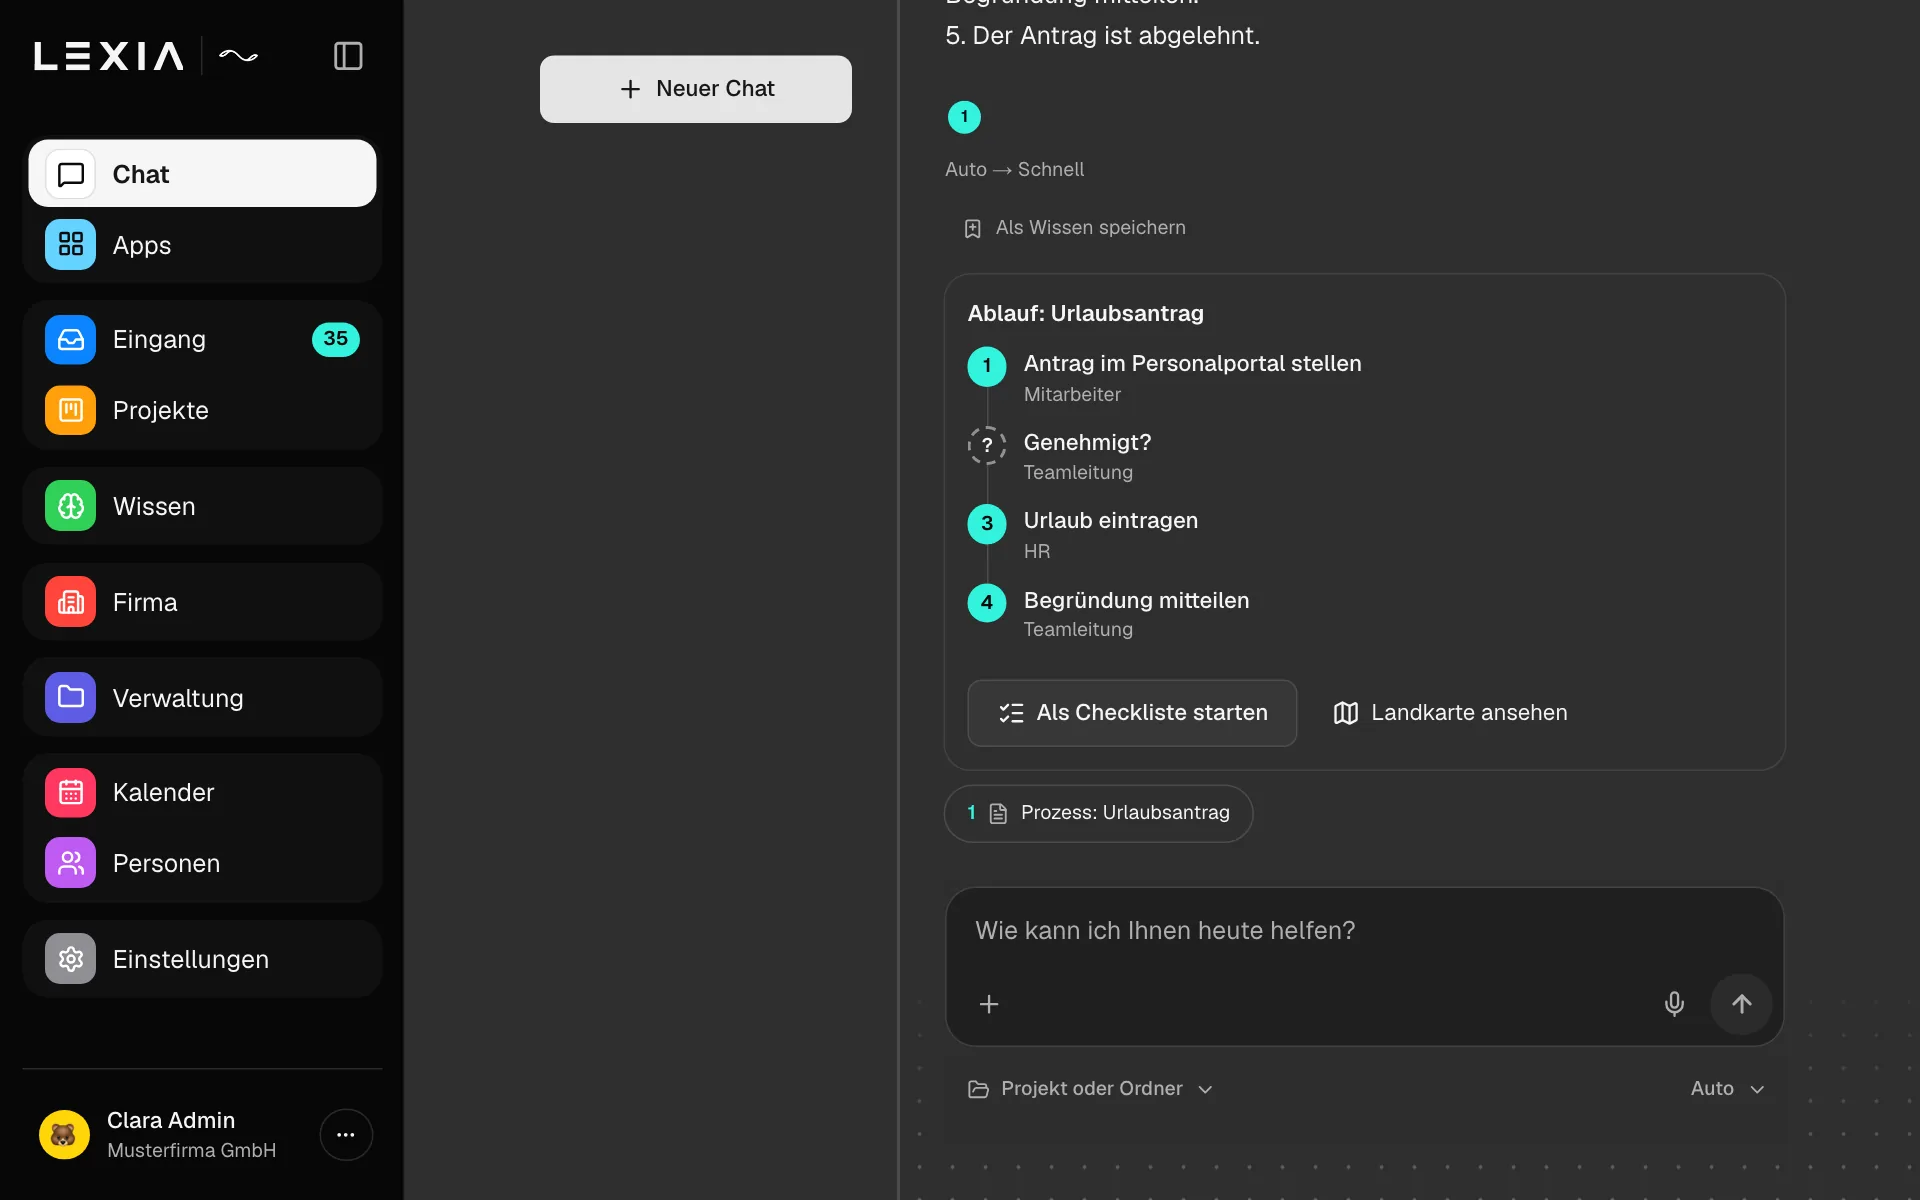 LEXIA
Chat
Apps
Eingang
35
Projekte
Wissen
Firma
Verwaltung
Kalender
Personen
Einstellungen
Clara Admin
Musterfirma GmbH
Neuer Chat
Begründung mitteilen.
5. Der Antrag ist abgelehnt.
1
Auto → Schnell
Als Wissen speichern
Ablauf: Urlaubsantrag
1
Antrag im Personalportal stellen
Mitarbeiter
?
Genehmigt?
Teamleitung
3
Urlaub eintragen
HR
4
Begründung mitteilen
Teamleitung
Als Checkliste starten
Landkarte ansehen
1 Prozess: Urlaubsantrag
Wie kann ich Ihnen heute helfen?
Projekt oder Ordner
Auto